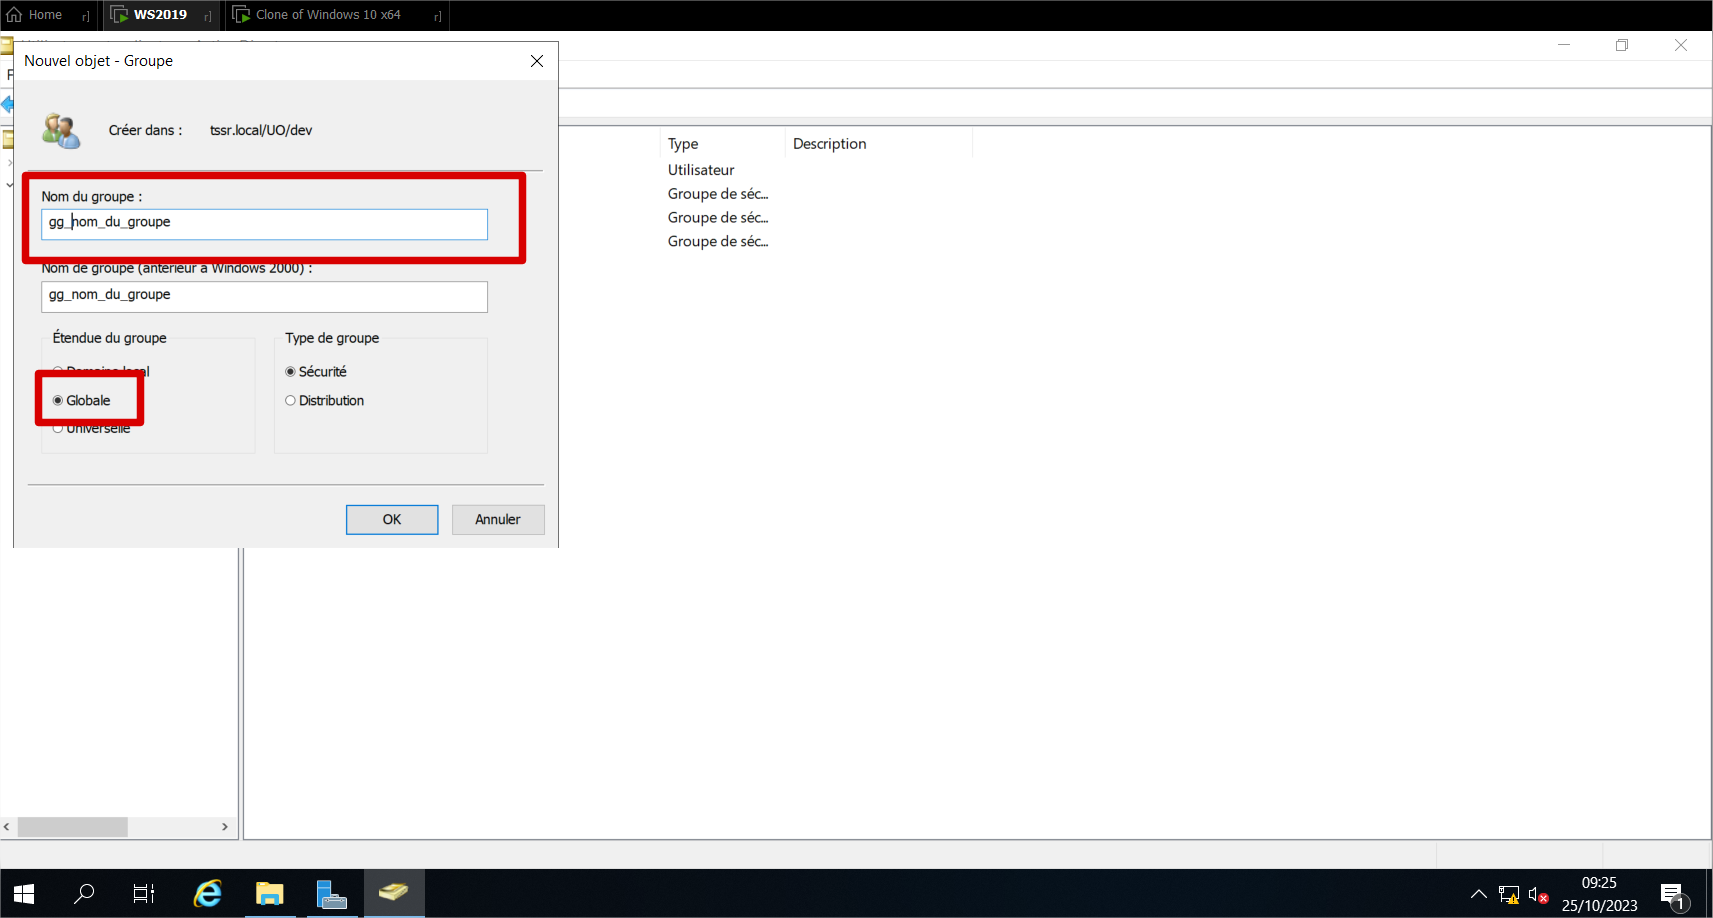 Home
WS2019
Clone of Windows 10 x64
Nouvel objet - Groupe
F
Créer dans :
tssr.local/UO/dev
Type
Description
Utilisateur
Groupe de séc...
Groupe de séc...
Groupe de séc...
Nom du groupe :
gg_nom_du_groupe
Nom de groupe (antérieur à Windows 2000) :
gg_nom_du_groupe
Étendue du groupe
Type de groupe
Domaine local
Sécurité
Globale
Distribution
Universelle
OK
Annuler
09:25
25/10/2023
1